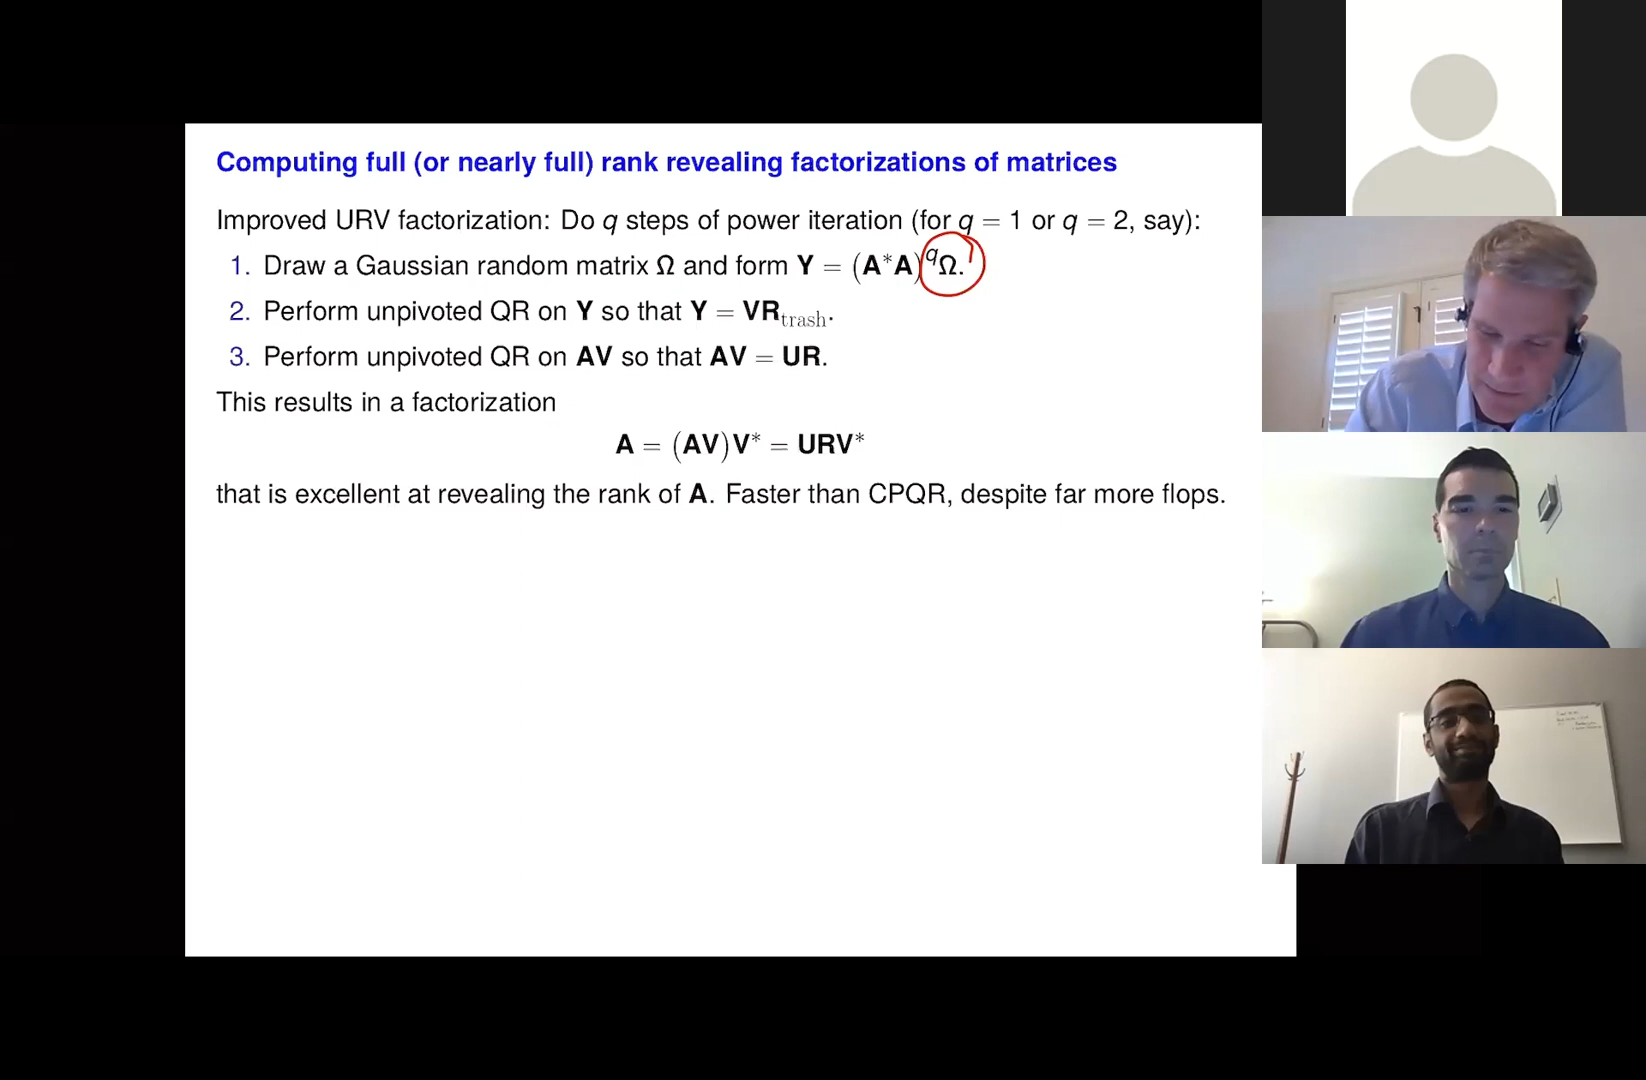 Computing full (or nearly full) rank revealing factorizations of matrices
Improved URV factorization: Do q steps of power iteration (for q = 1 or q = 2, say):
1. Draw a Gaussian random matrix Ω and form Y = (A*A)^qΩ.
2. Perform unpivoted QR on Y so that Y = VR_trash.
3. Perform unpivoted QR on AV so that AV = UR.
This results in a factorization
A = (AV)V* = URV*
that is excellent at revealing the rank of A. Faster than CPQR, despite far more flops.